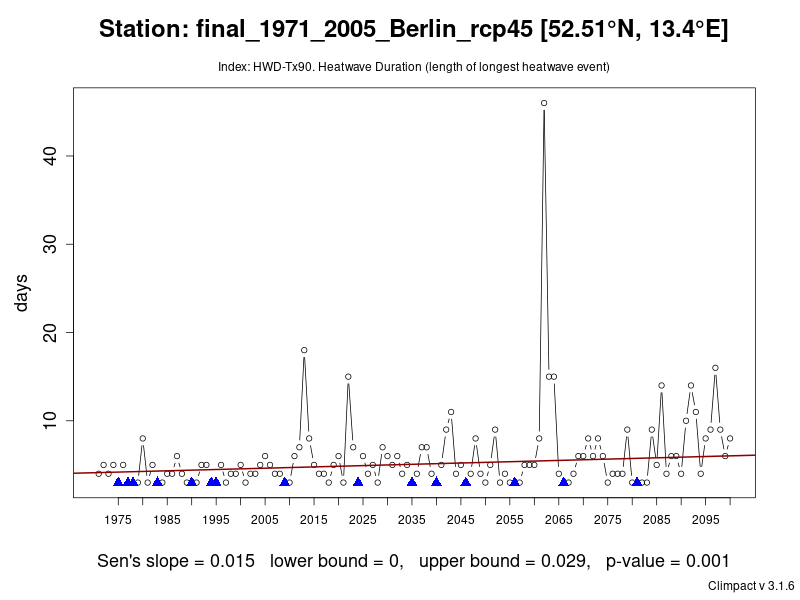 Station: final_1971_2005_Berlin_rcp45 [52.51°N, 13.4°E]
Index: HWD-Tx90. Heatwave Duration (length of longest heatwave event)
40
30
20
10
days
1975 1985 1995 2005 2015 2025 2035 2045 2055 2065 2075 2085 2095
Sen's slope = 0.015 lower bound = 0, upper bound = 0.029, p-value = 0.001
Climpact v 3.1.6